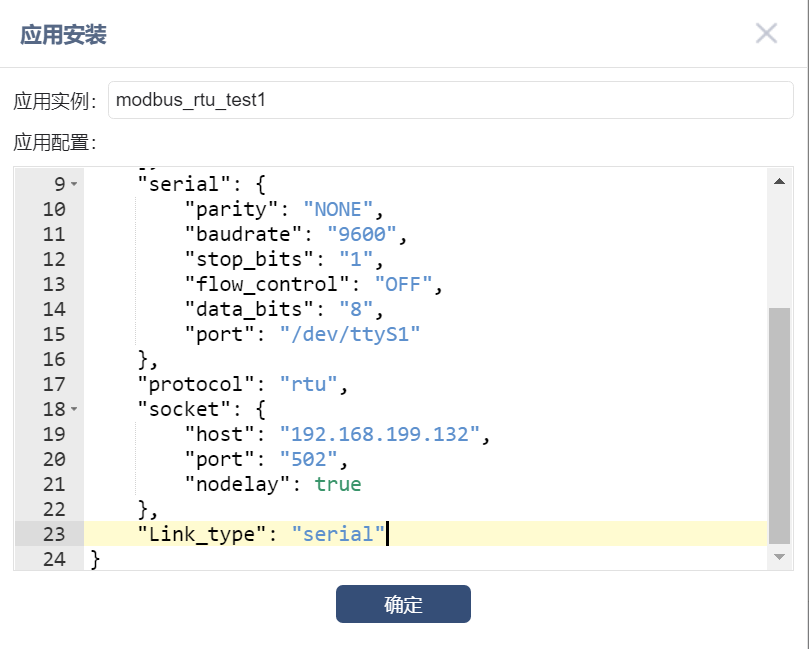 应用安装
应用实例： modbus_rtu_test1
应用配置：
9 "serial": {
10 "parity": "NONE",
11 "baudrate": "9600",
12 "stop_bits": "1",
13 "flow_control": "OFF",
14 "data_bits": "8",
15 "port": "/dev/ttyS1"
16 },
17 "protocol": "rtu",
18 "socket": {
19 "host": "192.168.199.132",
20 "port": "502",
21 "nodelay": true
22 },
23 "Link_type": "serial"
24 }
确定